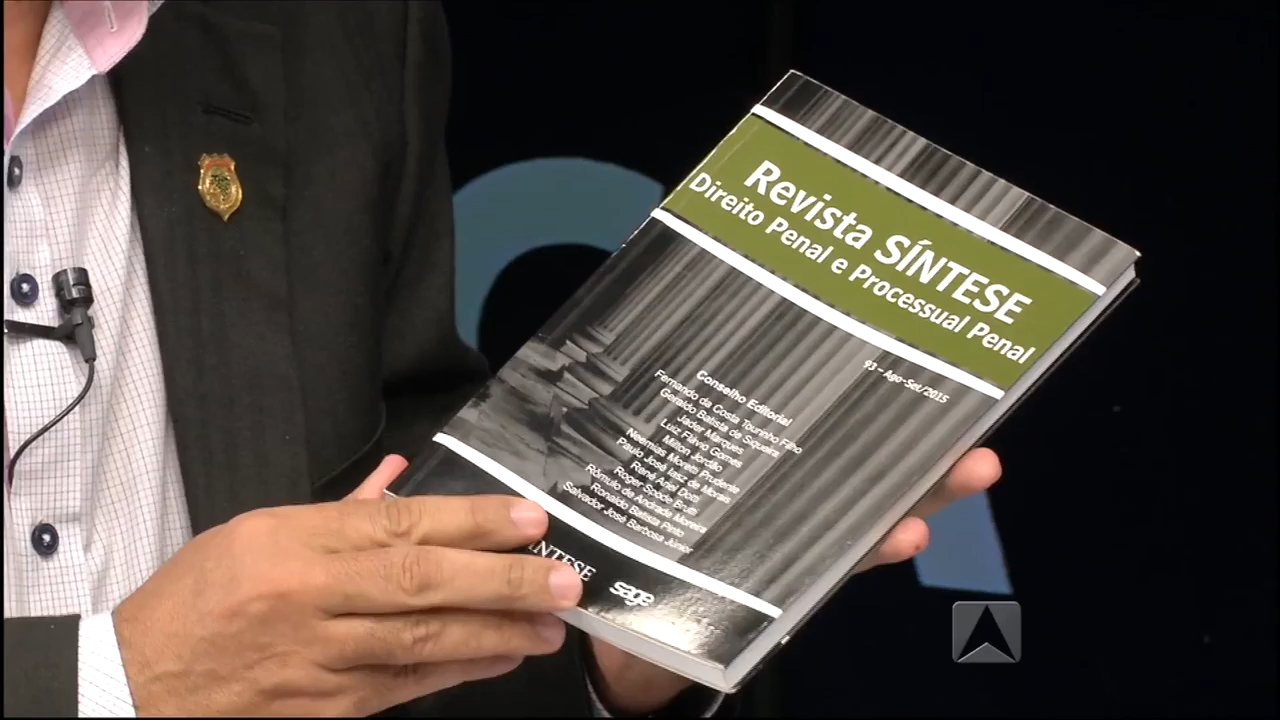 Revista SÍNTESE
Direito Penal e Processual Penal
93 – Ago-Set/2015
Conselho Editorial
Fernando da Costa Tourinho Filho
Geraldo Batista de Siqueira
Jader Marques
Luiz Flávio Gomes
Milton Jordão
Neemias Moretti Prudente
Paulo José Iasz de Morais
René Ariel Dotti
Roger Spode Brutti
Rômulo de Andrade Moreira
Ronaldo Batista Pinto
Salvador José Barbosa Júnior
NTESE
sage